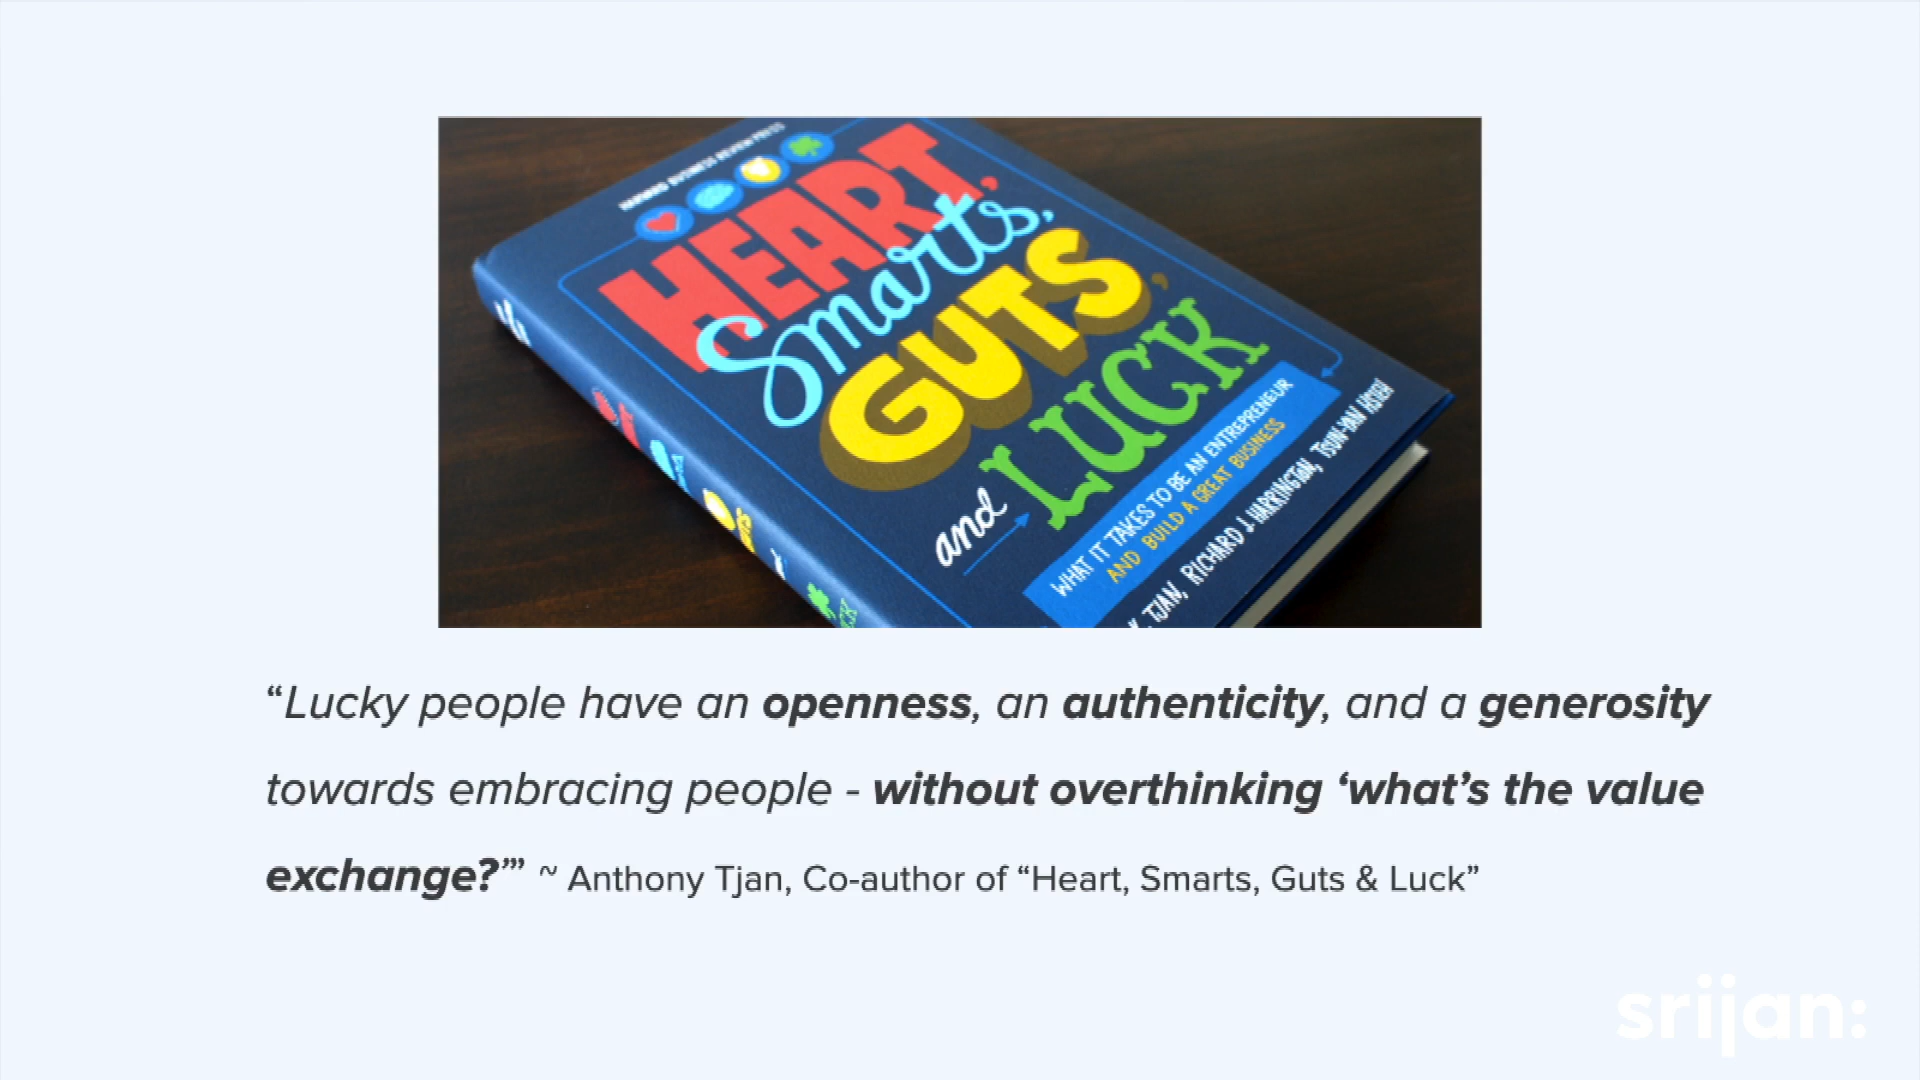 HARVARD BUSINESS REVIEW PRESS
HEART,
Smarts,
GUTS,
and LUCK
WHAT IT TAKES TO BE AN ENTREPRENEUR
AND BUILD A GREAT BUSINESS
TJAN, RICHARD J. HARRINGTON, TSUN-YAN HSIEH
“Lucky people have an openness, an authenticity, and a generosity
towards embracing people - without overthinking ‘what’s the value
exchange?’” ~ Anthony Tjan, Co-author of “Heart, Smarts, Guts & Luck”
srijan: